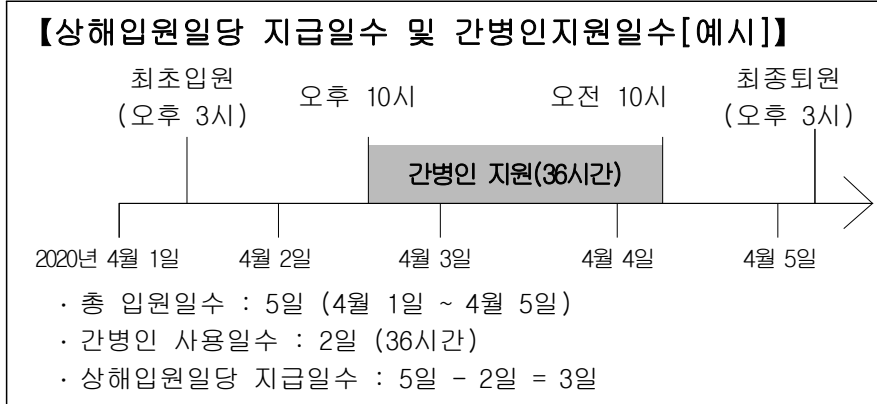 【상해입원일당 지급일수 및 간병인지원일수[예시]】
최초입원
(오후 3시)
오후 10시
오전 10시
최종퇴원
(오후 3시)
간병인 지원(36시간)
2020년 4월 1일 4월 2일 4월 3일 4월 4일 4월 5일
· 총 입원일수 : 5일 (4월 1일 ~ 4월 5일)
· 간병인 사용일수 : 2일 (36시간)
· 상해입원일당 지급일수 : 5일 - 2일 = 3일